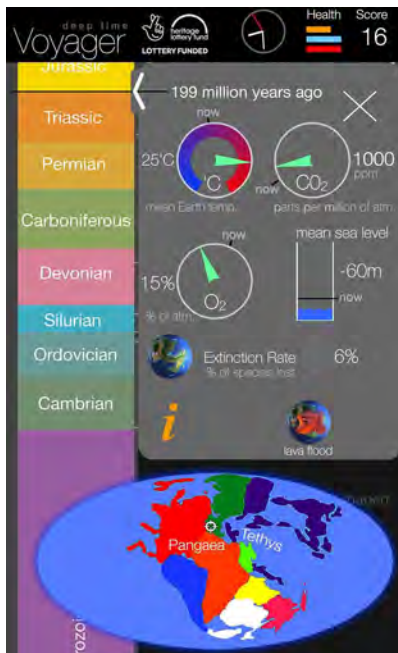 deep time
Voyager
heritage
lottery fund
LOTTERY FUNDED
Health
Score
16
Jurassic
Triassic
Permian
Carboniferous
Devonian
Silurian
Ordovician
Cambrian
199 million years ago
now
25°C
°C
mean Earth temp.
CO2
now
1000
ppm
parts per million of atm.
now
15%
O2
% of atm.
mean sea level
-60m
now
Extinction Rate
% of species lost
6%
i
lava flood
Pangaea
Tethys